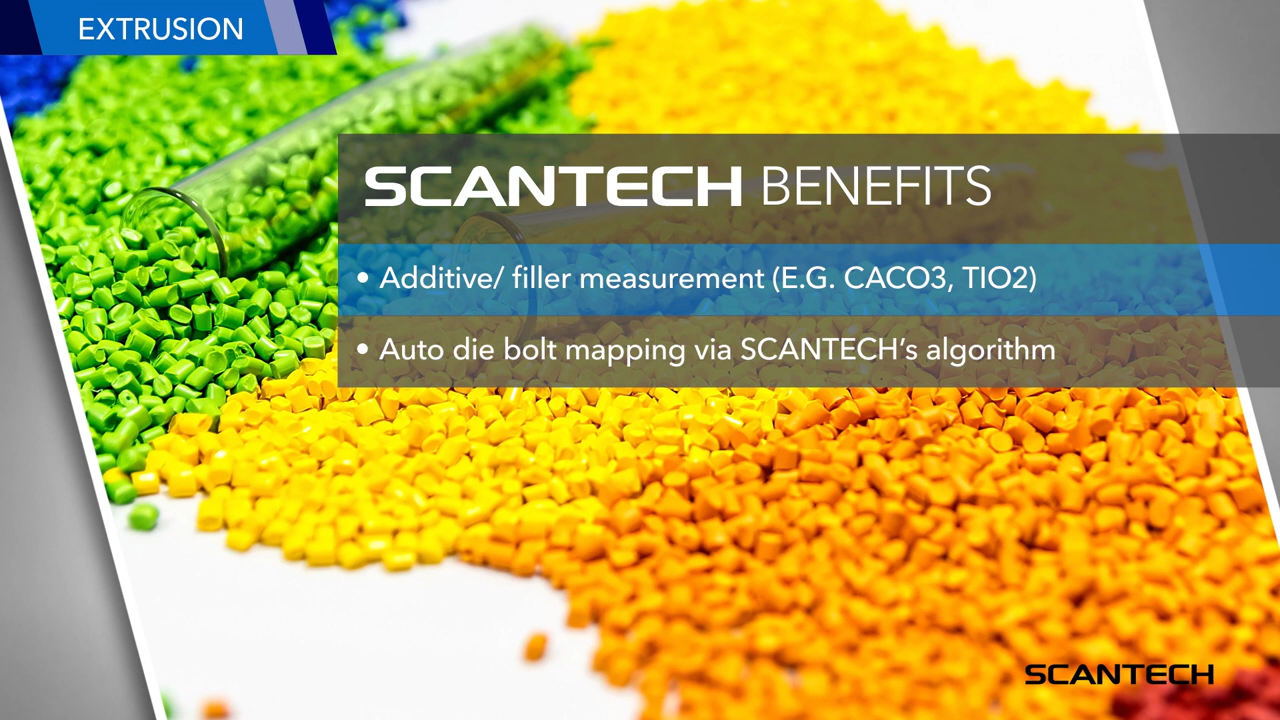 EXTRUSION
SCANTECH BENEFITS
• Additive/ filler measurement (E.G. CACO3, TIO2)
• Auto die bolt mapping via SCANTECH's algorithm
SCANTECH